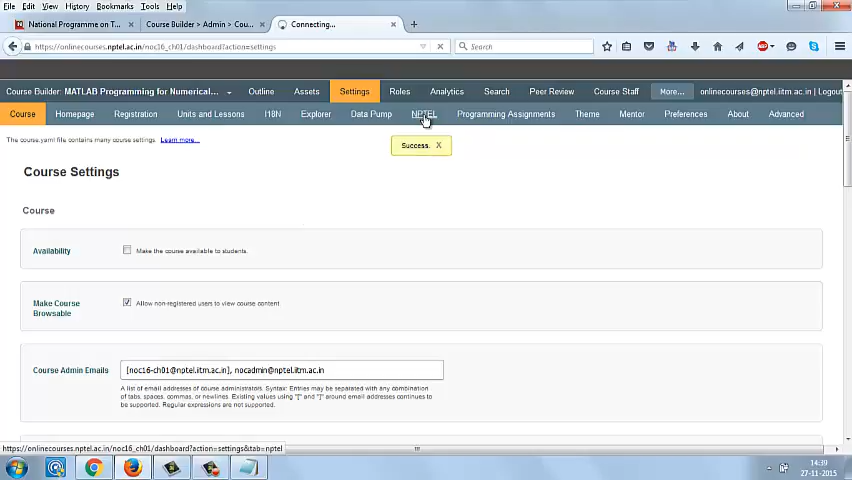 File Edit View History Bookmarks Tools Help
National Programme on T... Course Builder > Admin > Cou... Connecting...
https://onlinecourses.nptel.ac.in/noc16_ch01/dashboard?action=settings Search
Course Builder: MATLAB Programming for Numerical... Outline Assets Settings Roles Analytics Search Peer Review Course Staff More... onlinecourses@nptel.iitm.ac.in | Logout
Course Homepage Registration Units and Lessons I18N Explorer Data Pump NPTEL Programming Assignments Theme Mentor Preferences About Advanced
The course.yaml file contains many course settings. Learn more...
Success. X
Course Settings
Course
Availability Make the course available to students.
Make Course Browsable Allow non-registered users to view course content.
Course Admin Emails [noc16-ch01@nptel.iitm.ac.in], nocadmin@nptel.iitm.ac.in
A list of email addresses of course administrators. Syntax: Entries may be separated with any combination
of tabs, spaces, commas, or newlines. Existing values using "[" and "]" around email addresses continues to
be supported. Regular expressions are not supported.
https://onlinecourses.nptel.ac.in/noc16_ch01/dashboard?action=settings&tab=nptel
14:39
27-11-2015